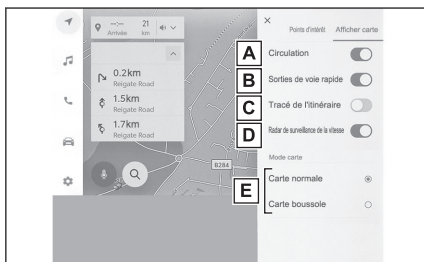 --:--
Arrivée
21
km
0.2km
Reigate Road
1.5km
Reigate Road
1.7km
Reigate Road
B284
Points d'intérêt
Afficher carte
A
Circulation
B
Sorties de voie rapide
C
Tracé de l'itinéraire
D
Radar de surveillance de la vitesse
Mode carte
E
Carte normale
Carte boussole